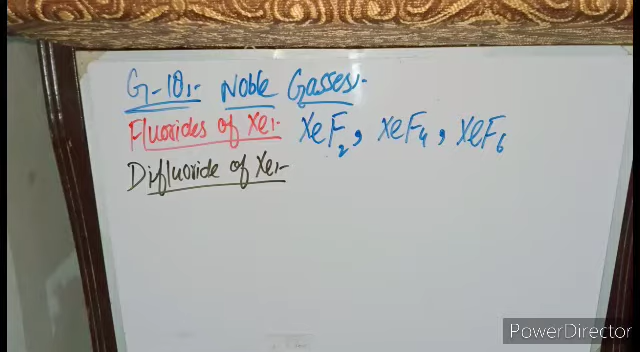 G-18:- Noble Gasses:-
Fluorides of Xe:- XeF₂, XeF₄, XeF₆
Difluoride of Xe:-
PowerDirector